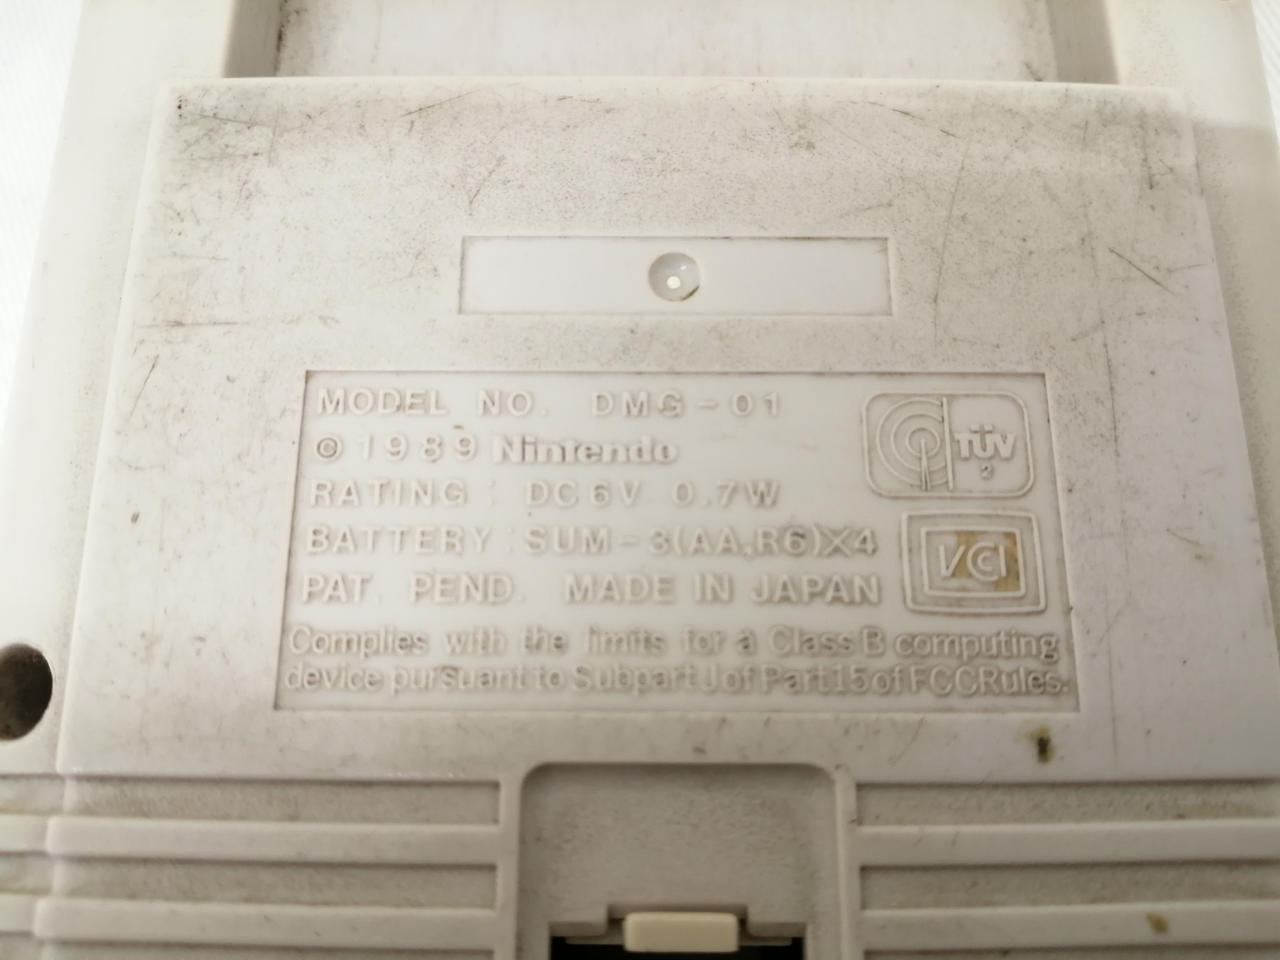 MODEL NO. DMG-01
© 1989 Nintendo
RATING : DC6V 0.7W
BATTERY : SUM-3(AA,R6)X4
PAT. PEND. MADE IN JAPAN
Complies with the limits for a Class B computing
device pursuant to Subpart J of Part 15 of FCC Rules.
TÜV
2
VCI